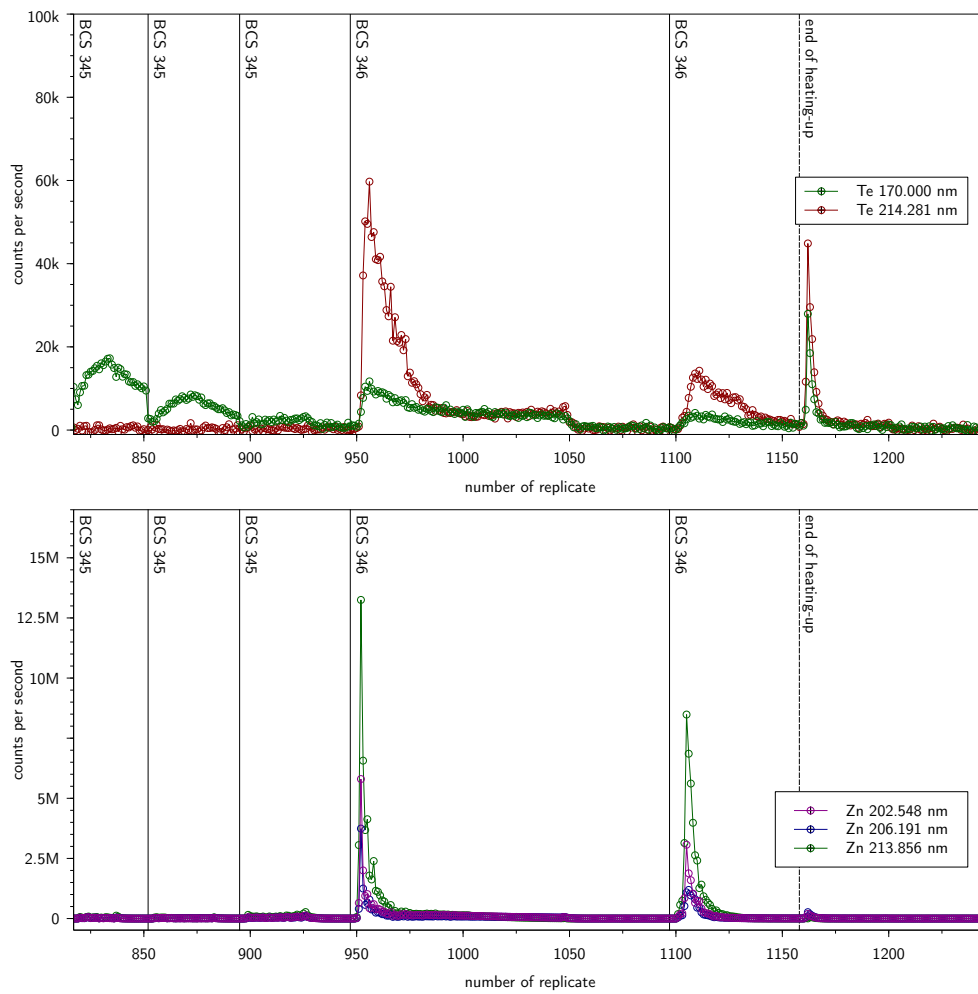 100k
80k
60k
40k
20k
0
counts per second
BCS 345
BCS 345
BCS 345
BCS 346
BCS 346
end of heating-up
Te 170.000 nm
Te 214.281 nm
850
900
950
1000
1050
1100
1150
1200
number of replicate
15M
12.5M
10M
5M
2.5M
0
counts per second
BCS 345
BCS 345
BCS 345
BCS 346
BCS 346
end of heating-up
Zn 202.548 nm
Zn 206.191 nm
Zn 213.856 nm
850
900
950
1000
1050
1100
1150
1200
number of replicate